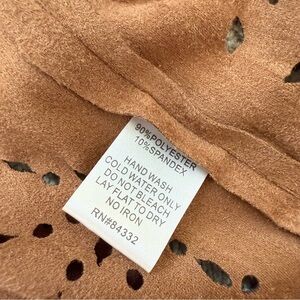 90%POLYESTER
10%SPANDEX
HAND WASH
COLD WATER ONLY
DO NOT BLEACH
LAY FLAT TO DRY
NO IRON
RN#84332